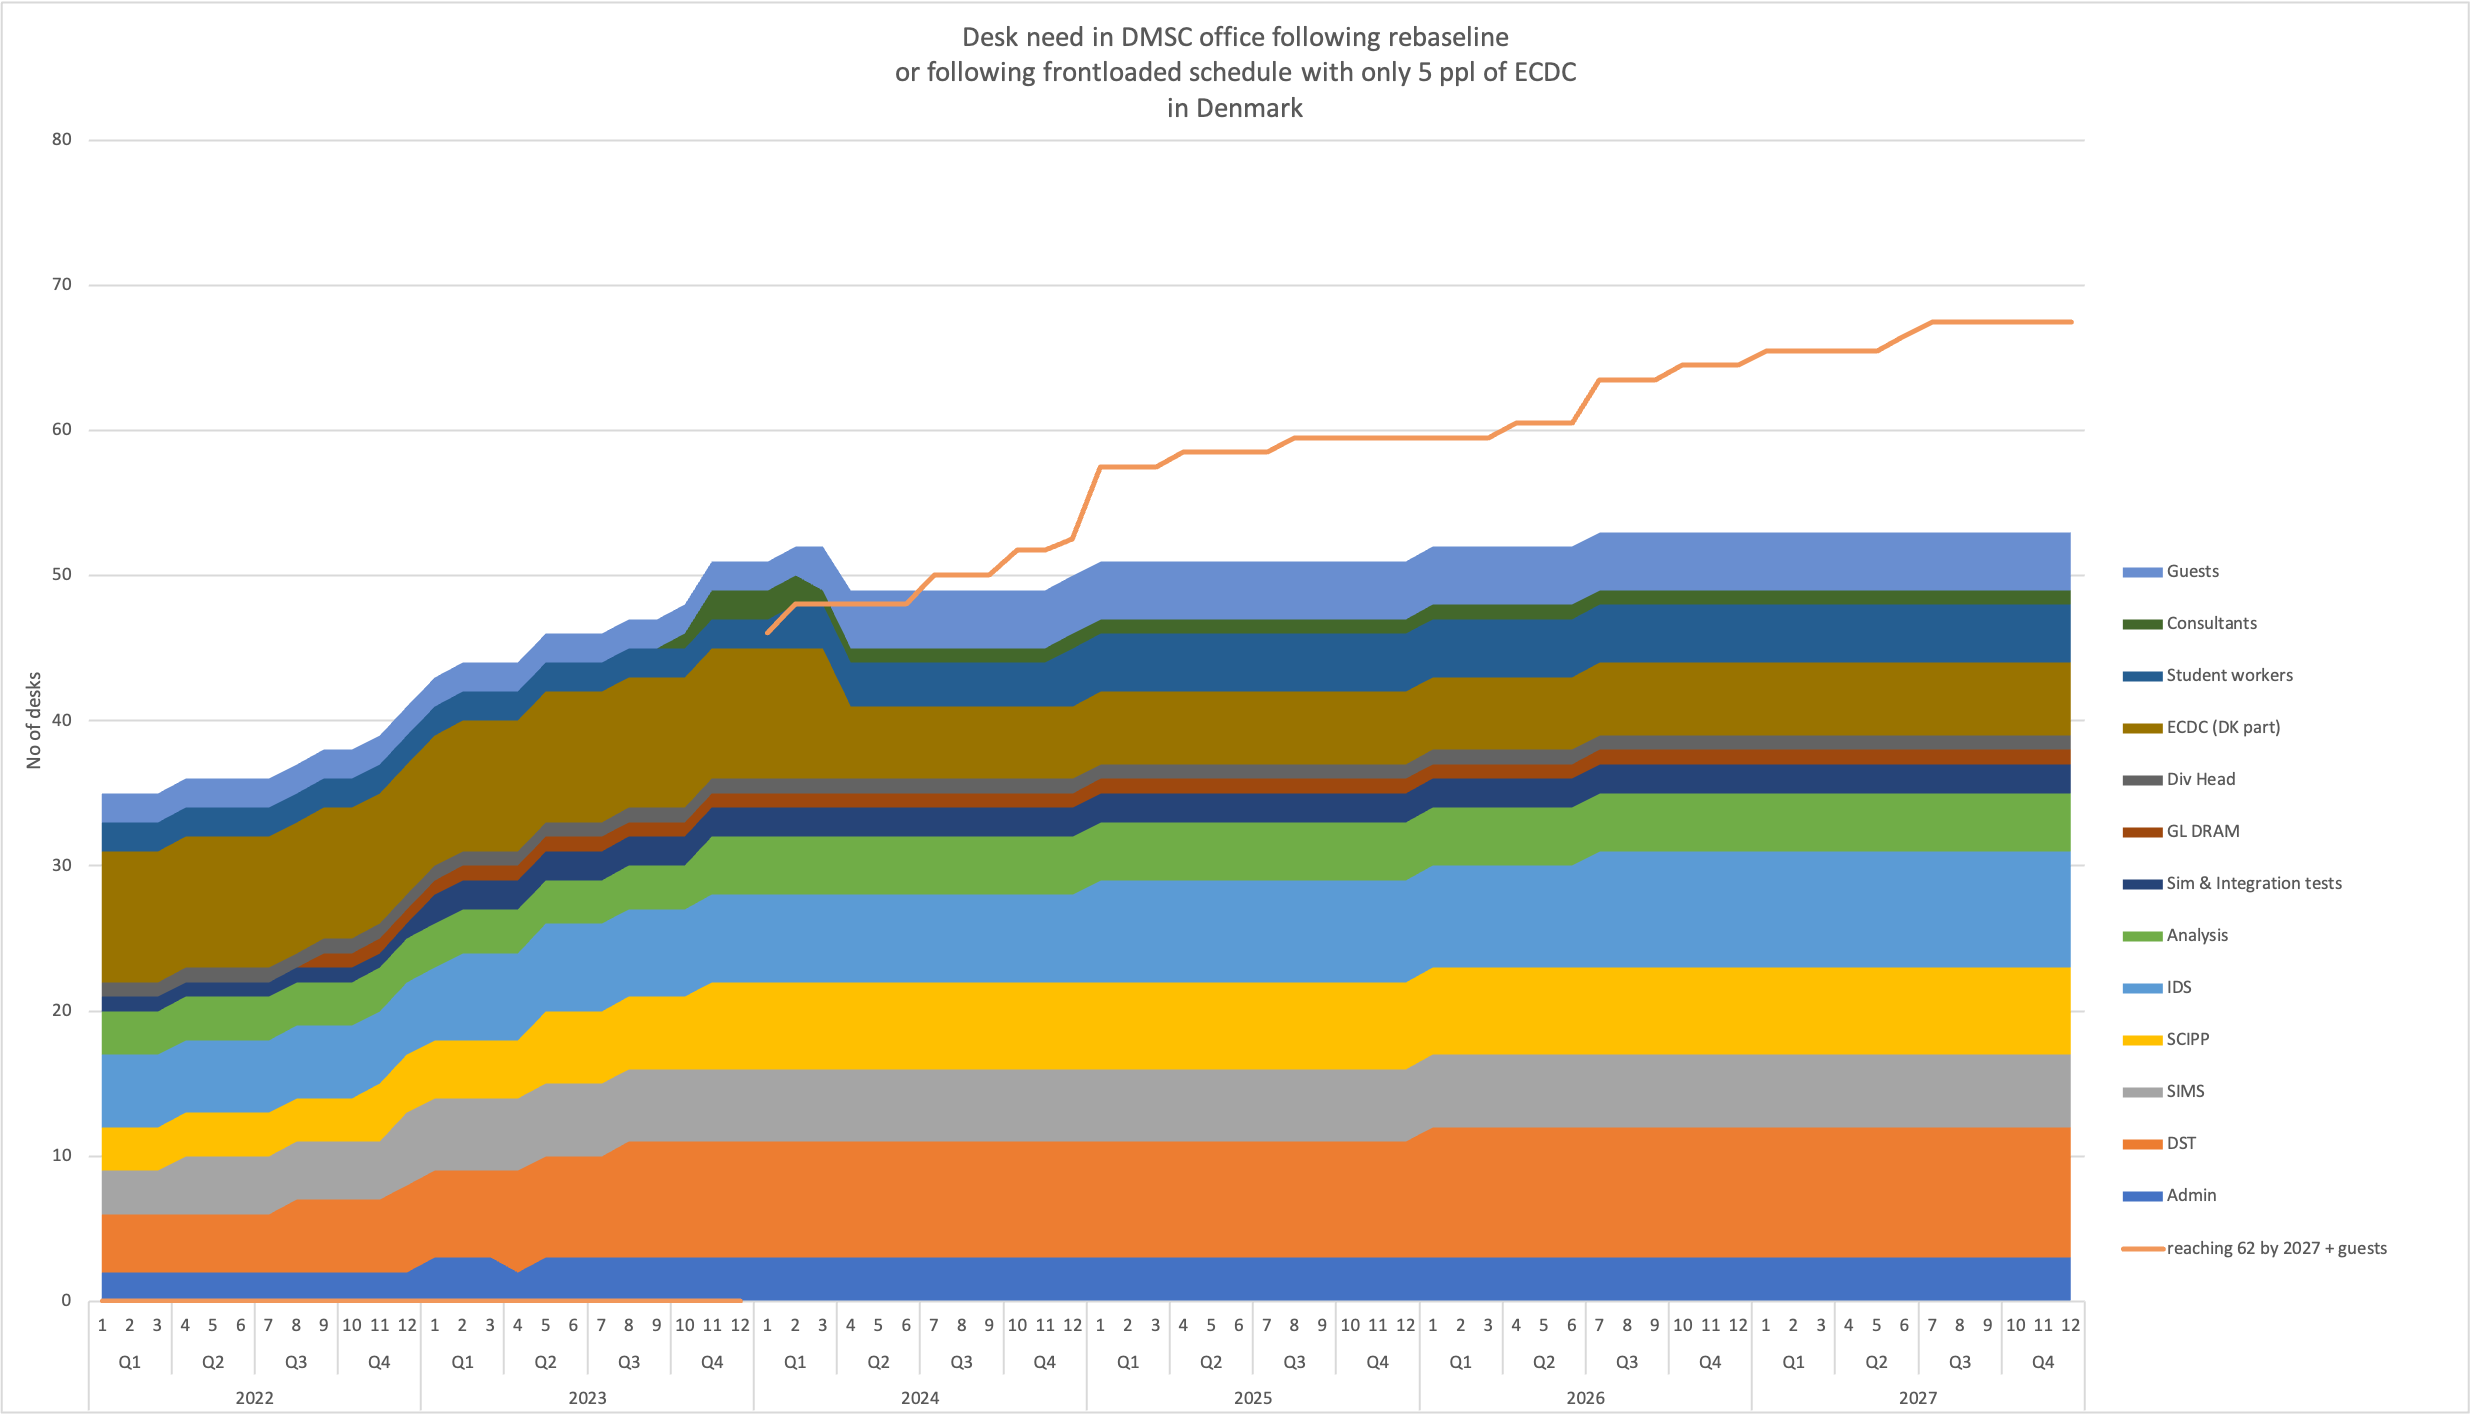 Desk need in DMSC office following rebaseline
or following frontloaded schedule with only 5 ppl of ECDC
in Denmark
80
70
60
50
40
30
20
10
0
No of desks
Guests
Consultants
Student workers
ECDC (DK part)
Div Head
GL DRAM
Sim & Integration tests
Analysis
IDS
SCIPP
SIMS
DST
Admin
reaching 62 by 2027 + guests
1 2 3 4 5 6 7 8 9 10 11 12 1 2 3 4 5 6 7 8 9 10 11 12 1 2 3 4 5 6 7 8 9 10 11 12 1 2 3 4 5 6 7 8 9 10 11 12 1 2 3 4 5 6 7 8 9 10 11 12 1 2 3 4 5 6 7 8 9 10 11 12
Q1 Q2 Q3 Q4 Q1 Q2 Q3 Q4 Q1 Q2 Q3 Q4 Q1 Q2 Q3 Q4 Q1 Q2 Q3 Q4 Q1 Q2 Q3 Q4
2022 2023 2024 2025 2026 2027